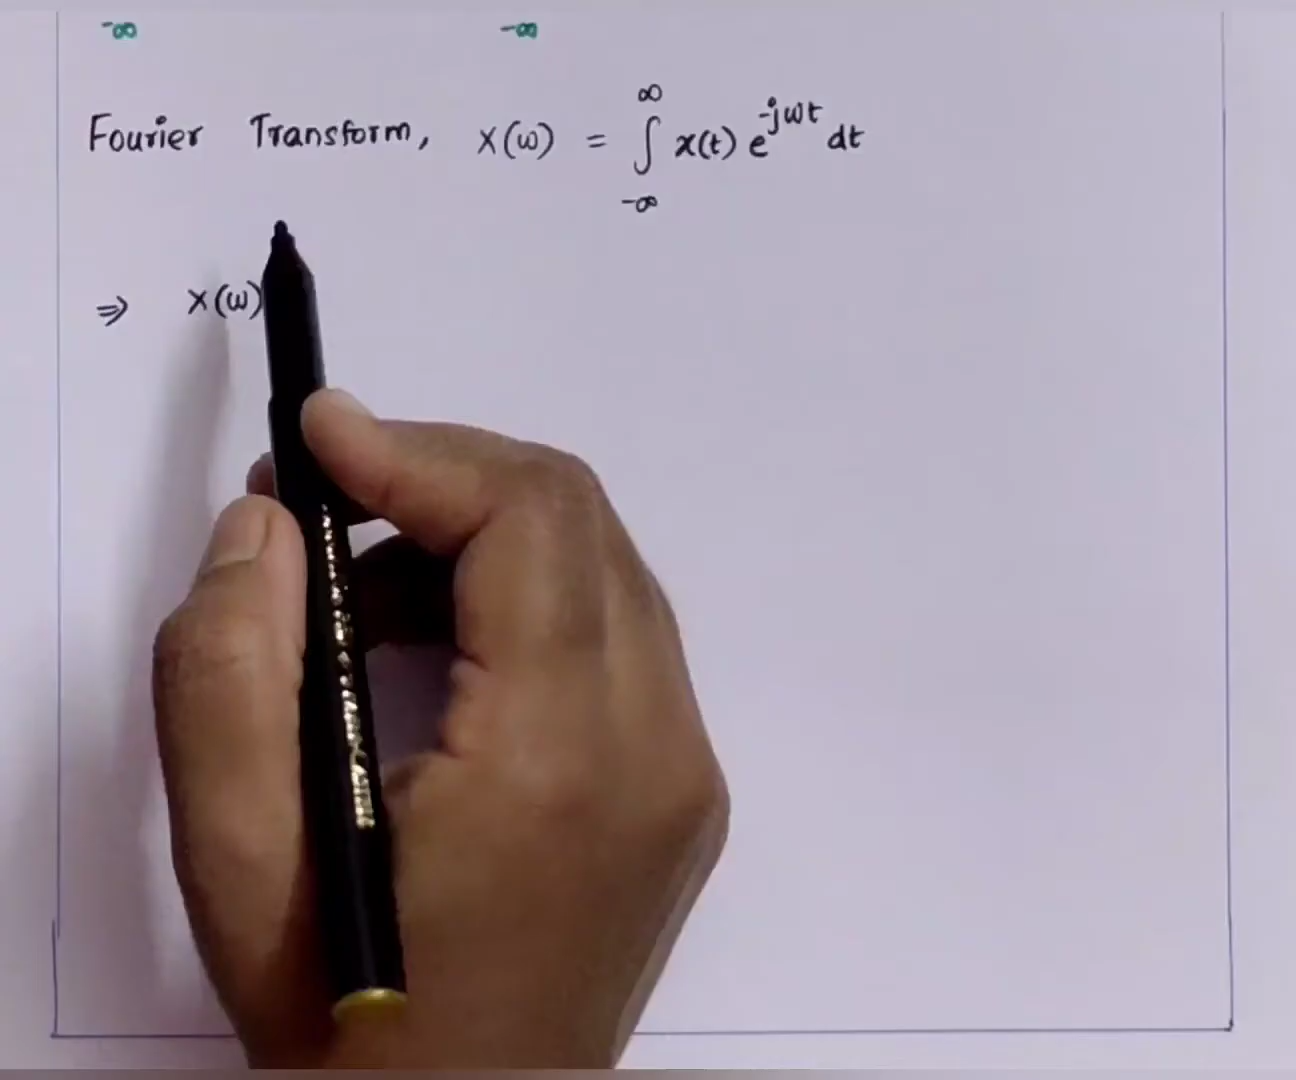 -∞ -∞
Fourier Transform, X(ω) = ∫_{-∞}^{∞} x(t) e^{-jωt} dt
⇒ X(ω)